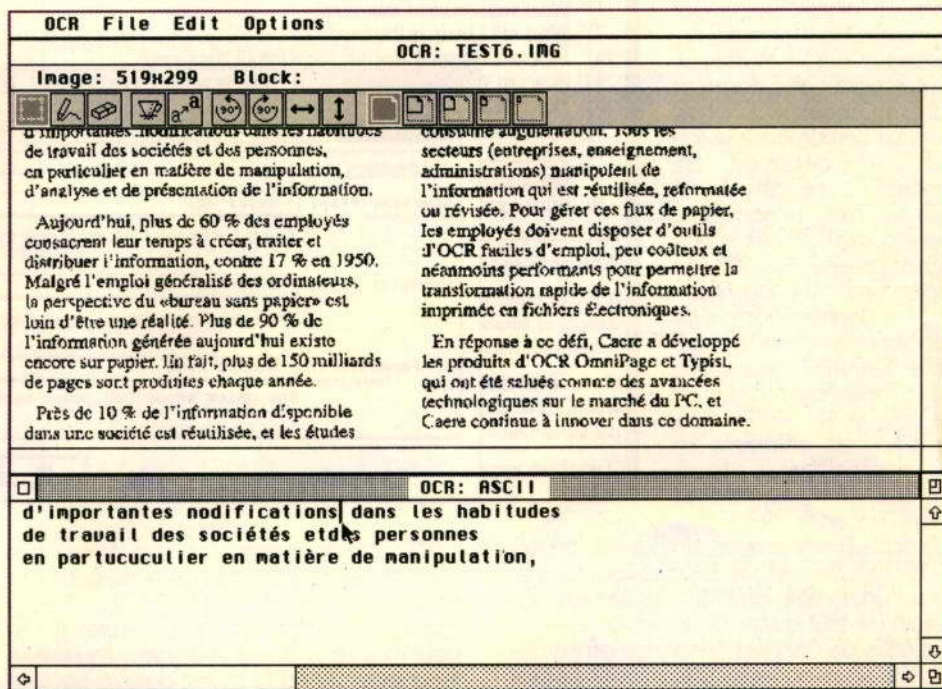 OCR File Edit Options
OCR: TEST6.IMG
Image: 519x299 Block:
a a
90° 90°
d'importantes modifications dans les habitudes
de travail des sociétés et des personnes,
en particulier en matière de manipulation,
d'analyse et de présentation de l'information.
Aujourd'hui, plus de 60 % des employés
consacrent leur temps à créer, traiter et
distribuer l'information, contre 17 % en 1950.
Malgré l'emploi généralisé des ordinateurs,
la perspective du «bureau sans papier» est
loin d'être une réalité. Plus de 90 % de
l'information générée aujourd'hui existe
encore sur papier. En fait, plus de 150 milliards
de pages sont produites chaque année.
Près de 10 % de l'information disponible
dans une société est réutilisée, et les études
augmentation. Tous les
secteurs (entreprises, enseignement,
administrations) manipulent de
l'information qui est réutilisée, reformatée
ou révisée. Pour gérer ces flux de papier,
les employés doivent disposer d'outils
d'OCR faciles d'emploi, peu coûteux et
néanmoins performants pour permettre la
transformation rapide de l'information
imprimée en fichiers électroniques.
En réponse à ce défi, Caere a développé
les produits d'OCR OmniPage et Typist,
qui ont été salués comme des avancées
technologiques sur le marché du PC, et
Caere continue à innover dans ce domaine.
OCR: ASCII
d'importantes nodifications dans les habitudes
de travail des sociétés etdes personnes
en partucuculier en matière de manipulation,